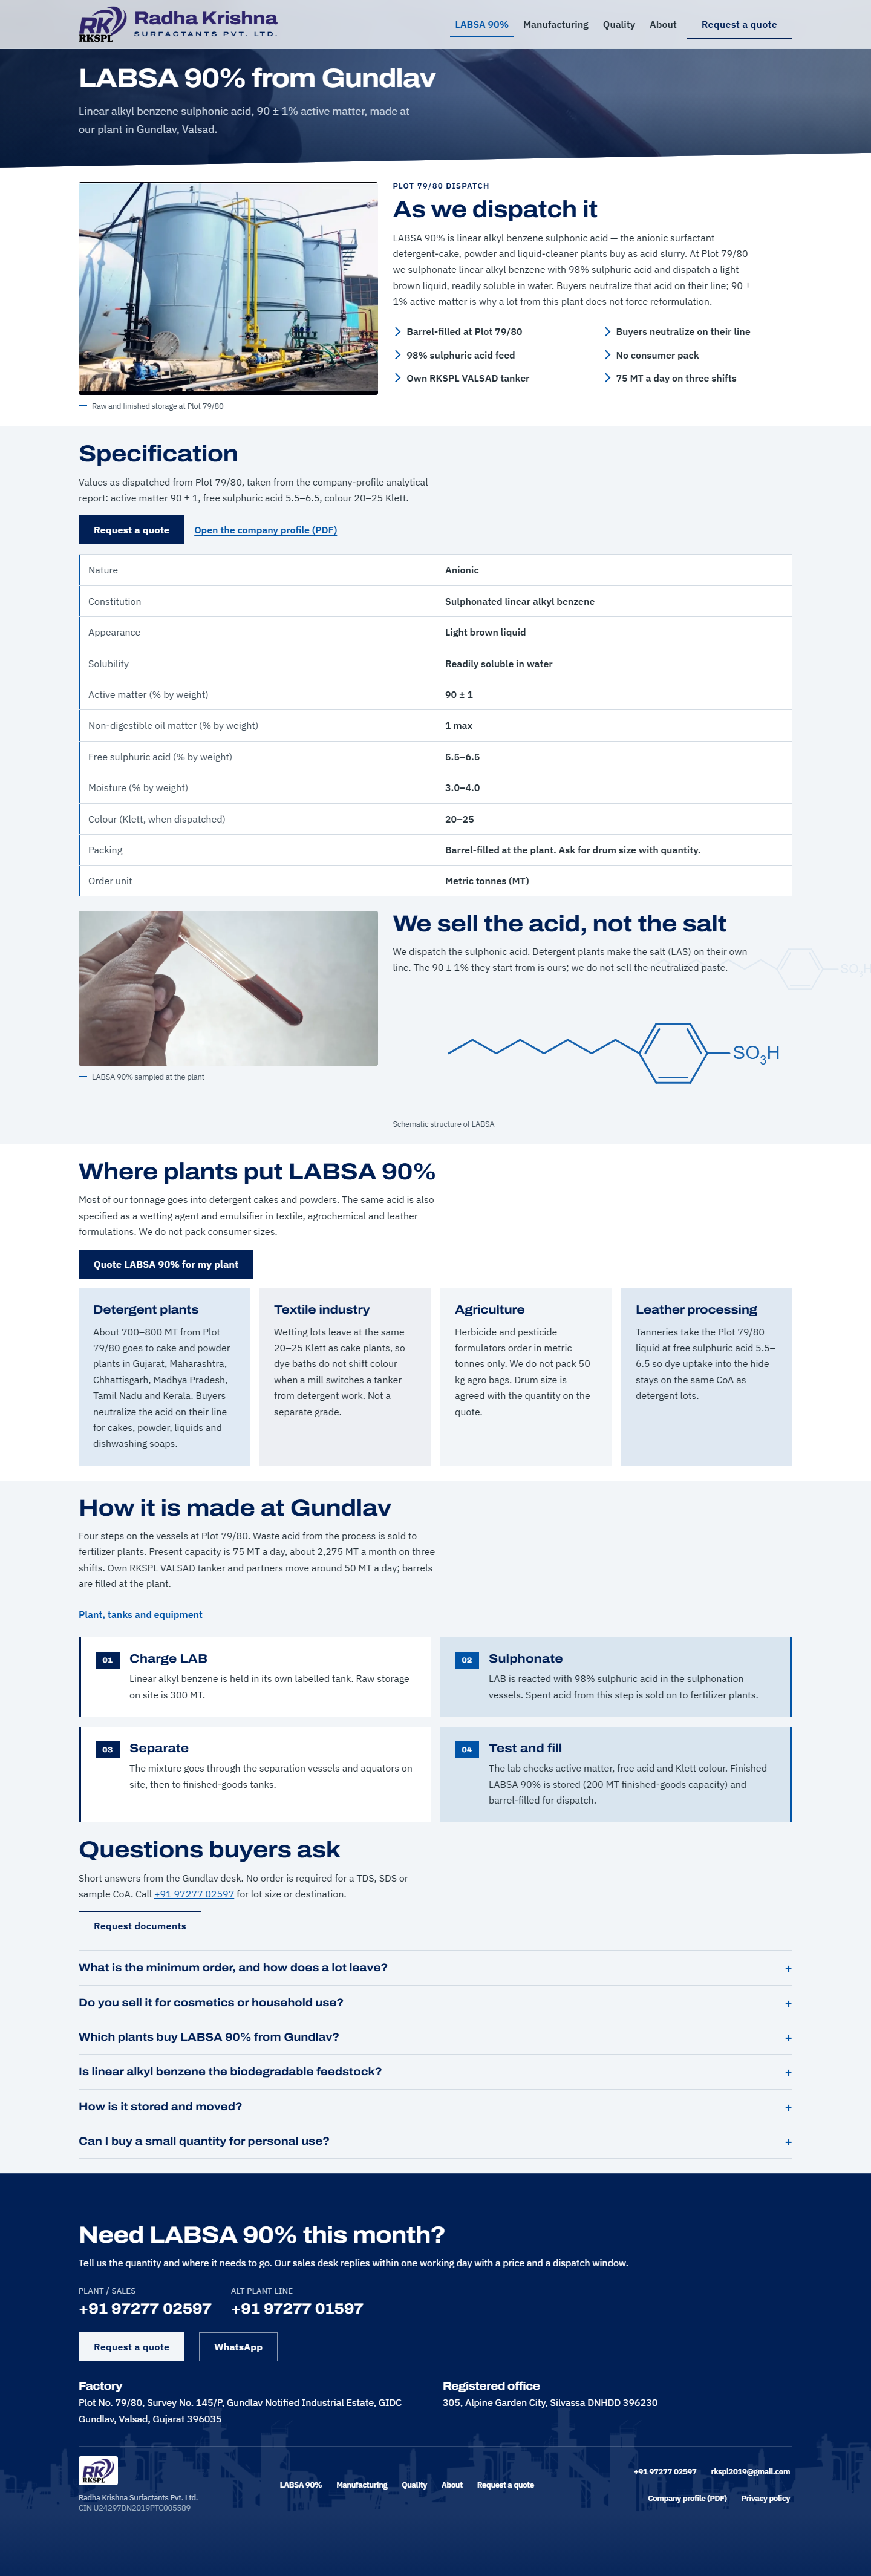 RK
RKSPL
Radha Krishna
SURFACTANTS PVT. LTD.
LABSA 90%
Manufacturing
Quality
About
Request a quote
LABSA 90% from Gundlav
Linear alkyl benzene sulphonic acid, 90 ± 1% active matter, made at
our plant in Gundlav, Valsad.
PLOT 79/80 DISPATCH
As we dispatch it
LABSA 90% is linear alkyl benzene sulphonic acid — the anionic surfactant
detergent-cake, powder and liquid-cleaner plants buy as acid slurry. At Plot 79/80
we sulphonate linear alkyl benzene with 98% sulphuric acid and dispatch a light
brown liquid, readily soluble in water. Buyers neutralize that acid on their line; 90 ±
1% active matter is why a lot from this plant does not force reformulation.
Barrel-filled at Plot 79/80
Buyers neutralize on their line
98% sulphuric acid feed
No consumer pack
Own RKSPL VALSAD tanker
75 MT a day on three shifts
Raw and finished storage at Plot 79/80
Specification
Values as dispatched from Plot 79/80, taken from the company-profile analytical
report: active matter 90 ± 1, free sulphuric acid 5.5–6.5, colour 20–25 Klett.
Request a quote
Open the company profile (PDF)
Nature Anionic
Constitution Sulphonated linear alkyl benzene
Appearance Light brown liquid
Solubility Readily soluble in water
Active matter (% by weight) 90 ± 1
Non-digestible oil matter (% by weight) 1 max
Free sulphuric acid (% by weight) 5.5–6.5
Moisture (% by weight) 3.0–4.0
Colour (Klett, when dispatched) 20–25
Packing Barrel-filled at the plant. Ask for drum size with quantity.
Order unit Metric tonnes (MT)
We sell the acid, not the salt
We dispatch the sulphonic acid. Detergent plants make the salt (LAS) on their own
line. The 90 ± 1% they start from is ours; we do not sell the neutralized paste.
SO₃H
SO₃H
LABSA 90% sampled at the plant
Schematic structure of LABSA
Where plants put LABSA 90%
Most of our tonnage goes into detergent cakes and powders. The same acid is also
specified as a wetting agent and emulsifier in textile, agrochemical and leather
formulations. We do not pack consumer sizes.
Quote LABSA 90% for my plant
Detergent plants
About 700–800 MT from Plot
79/80 goes to cake and powder
plants in Gujarat, Maharashtra,
Chhattisgarh, Madhya Pradesh,
Tamil Nadu and Kerala. Buyers
neutralize the acid on their line
for cakes, powder, liquids and
dishwashing soaps.
Textile industry
Wetting lots leave at the same
20–25 Klett as cake plants, so
dye baths do not shift colour
when a mill switches a tanker
from detergent work. Not a
separate grade.
Agriculture
Herbicide and pesticide
formulators order in metric
tonnes only. We do not pack 50
kg agro bags. Drum size is
agreed with the quantity on the
quote.
Leather processing
Tanneries take the Plot 79/80
liquid at free sulphuric acid 5.5–
6.5 so dye uptake into the hide
stays on the same CoA as
detergent lots.
How it is made at Gundlav
Four steps on the vessels at Plot 79/80. Waste acid from the process is sold to
fertilizer plants. Present capacity is 75 MT a day, about 2,275 MT a month on three
shifts. Own RKSPL VALSAD tanker and partners move around 50 MT a day; barrels
are filled at the plant.
Plant, tanks and equipment
01
Charge LAB
Linear alkyl benzene is held in its own labelled tank. Raw storage
on site is 300 MT.
02
Sulphonate
LAB is reacted with 98% sulphuric acid in the sulphonation
vessels. Spent acid from this step is sold on to fertilizer plants.
03
Separate
The mixture goes through the separation vessels and aquators on
site, then to finished-goods tanks.
04
Test and fill
The lab checks active matter, free acid and Klett colour. Finished
LABSA 90% is stored (200 MT finished-goods capacity) and
barrel-filled for dispatch.
Questions buyers ask
Short answers from the Gundlav desk. No order is required for a TDS, SDS or
sample CoA. Call +91 97277 02597 for lot size or destination.
Request documents
What is the minimum order, and how does a lot leave? +
Do you sell it for cosmetics or household use? +
Which plants buy LABSA 90% from Gundlav? +
Is linear alkyl benzene the biodegradable feedstock? +
How is it stored and moved? +
Can I buy a small quantity for personal use? +
Need LABSA 90% this month?
Tell us the quantity and where it needs to go. Our sales desk replies within one working day with a price and a dispatch window.
PLANT / SALES
+91 97277 02597
ALT PLANT LINE
+91 97277 01597
Request a quote
WhatsApp
Factory
Plot No. 79/80, Survey No. 145/P, Gundlav Notified Industrial Estate, GIDC
Gundlav, Valsad, Gujarat 396035
Registered office
305, Alpine Garden City, Silvassa DNHDD 396230
RK
RKSPL
Radha Krishna Surfactants Pvt. Ltd.
CIN U24297DN2019PTC005589
LABSA 90%
Manufacturing
Quality
About
Request a quote
+91 97277 02597
rkspl2019@gmail.com
Company profile (PDF)
Privacy policy